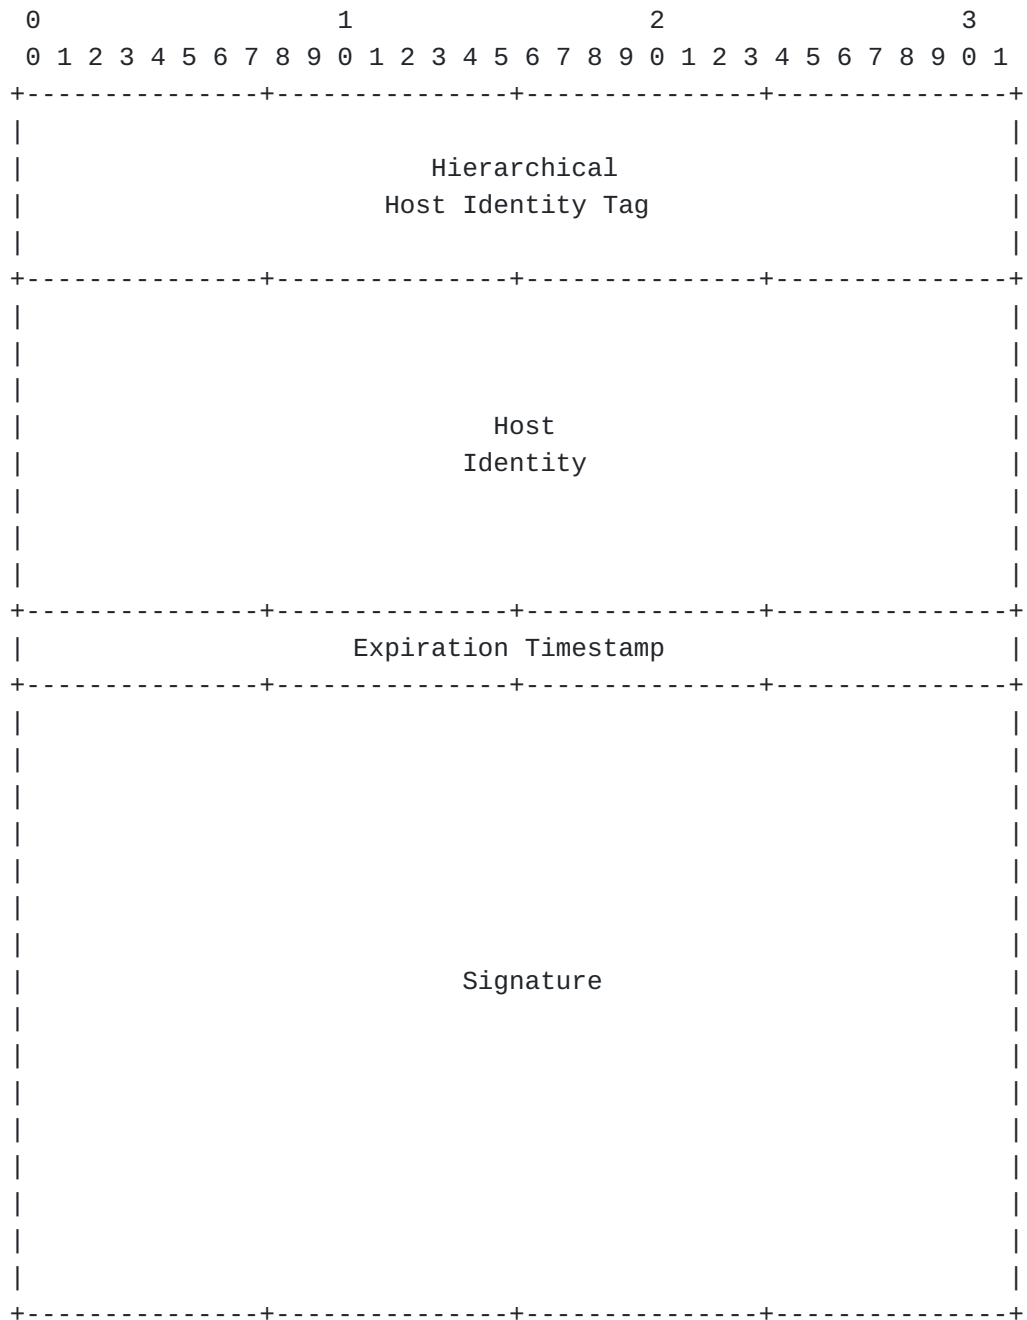 0                   1                   2                   3
0 1 2 3 4 5 6 7 8 9 0 1 2 3 4 5 6 7 8 9 0 1 2 3 4 5 6 7 8 9 0 1
Hierarchical
Host Identity Tag
Host
Identity
Expiration Timestamp
Signature